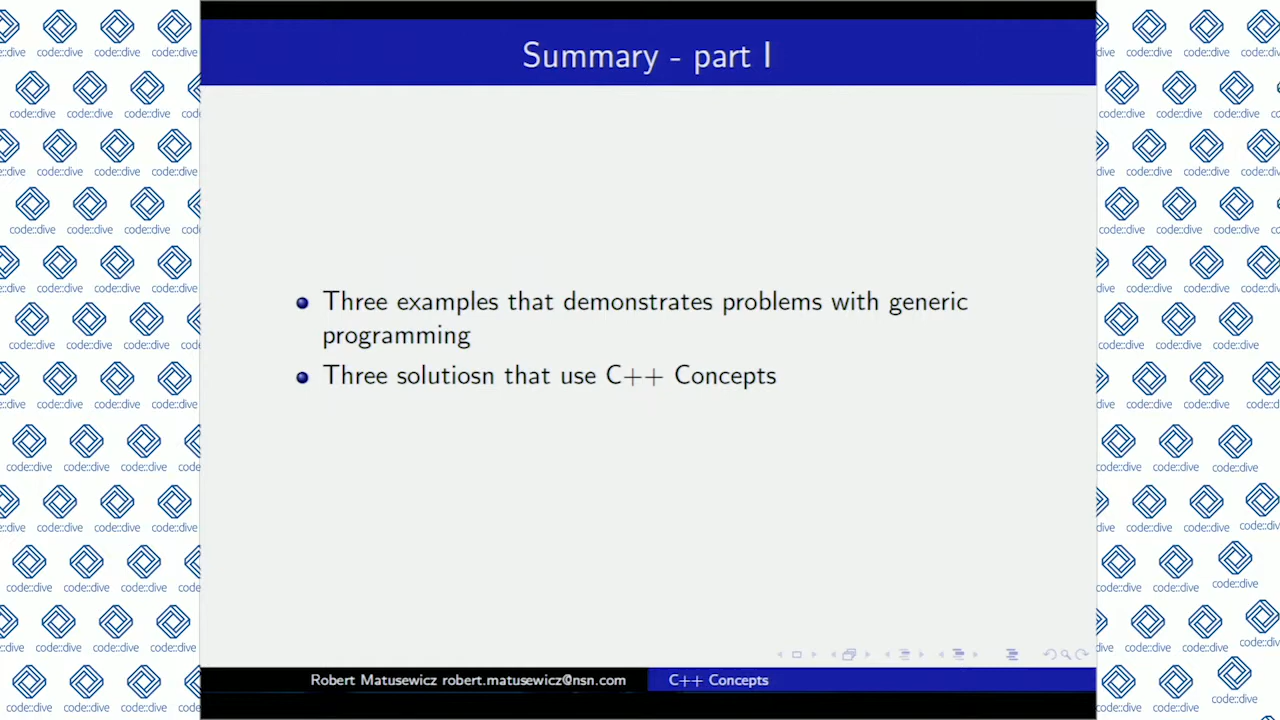 Summary - part I
Three examples that demonstrates problems with generic
programming
Three solutiosn that use C++ Concepts
Robert Matusewicz robert.matusewicz@nsn.com
C++ Concepts
code::dive